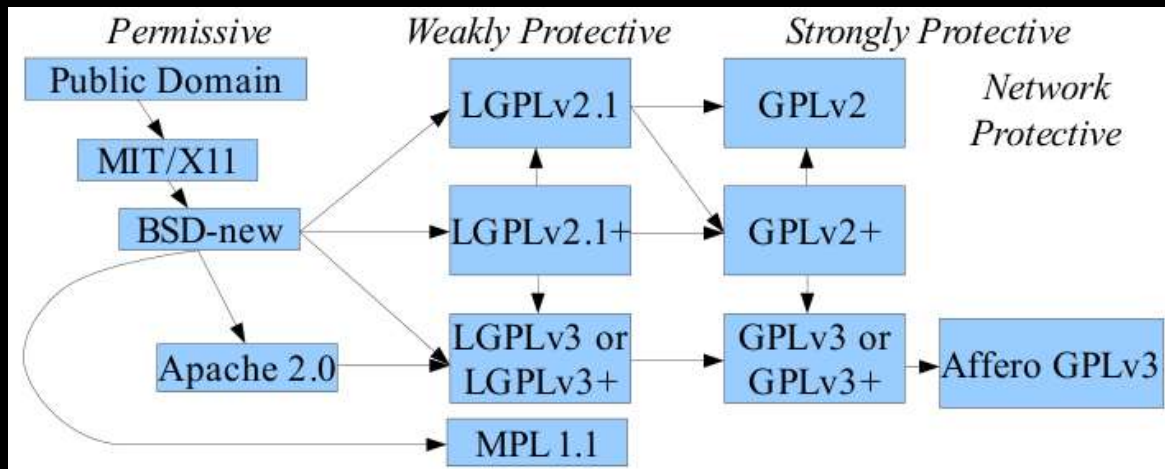 Permissive
Weakly Protective
Strongly Protective
Network
Protective
Public Domain
MIT/X11
BSD-new
Apache 2.0
LGPLv2.1
LGPLv2.1+
LGPLv3 or
LGPLv3+
MPL 1.1
GPLv2
GPLv2+
GPLv3 or
GPLv3+
Affero GPLv3